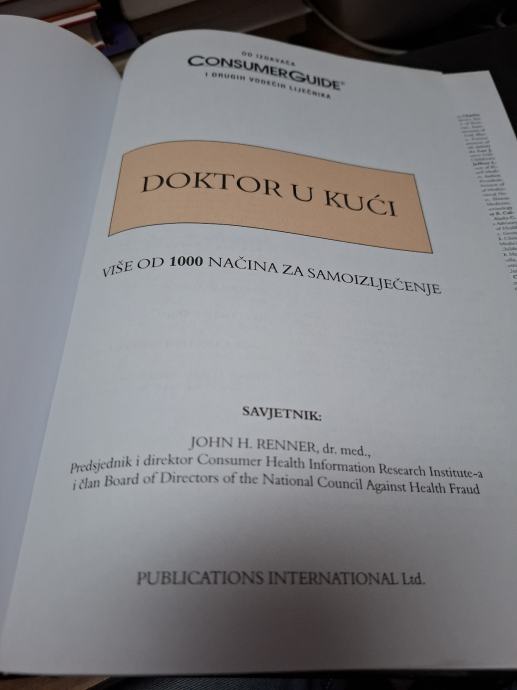 OD IZDAVAČA
CONSUMER GUIDE®
I DRUGIH VODEĆIH LIJEČNIKA
DOKTOR U KUĆI
VIŠE OD 1000 NAČINA ZA SAMOIZLJEČENJE
SAVJETNIK:
JOHN H. RENNER, dr. med.,
Predsjednik i direktor Consumer Health Information Research Institute-a
i član Board of Directors of the National Council Against Health Fraud
PUBLICATIONS INTERNATIONAL Ltd.